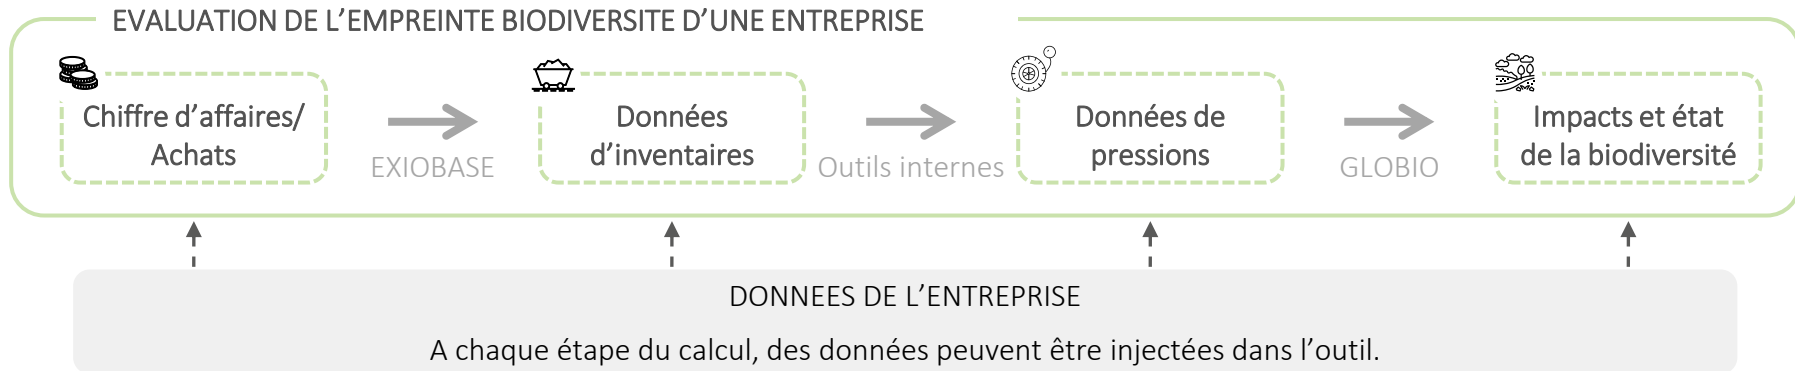 EVALUATION DE L’EMPREINTE BIODIVERSITE D’UNE ENTREPRISE
Chiffre d’affaires/
Achats
EXIOBASE
Données
d’inventaires
Outils internes
Données de
pressions
GLOBIO
Impacts et état
de la biodiversité
DONNEES DE L’ENTREPRISE
A chaque étape du calcul, des données peuvent être injectées dans l’outil.